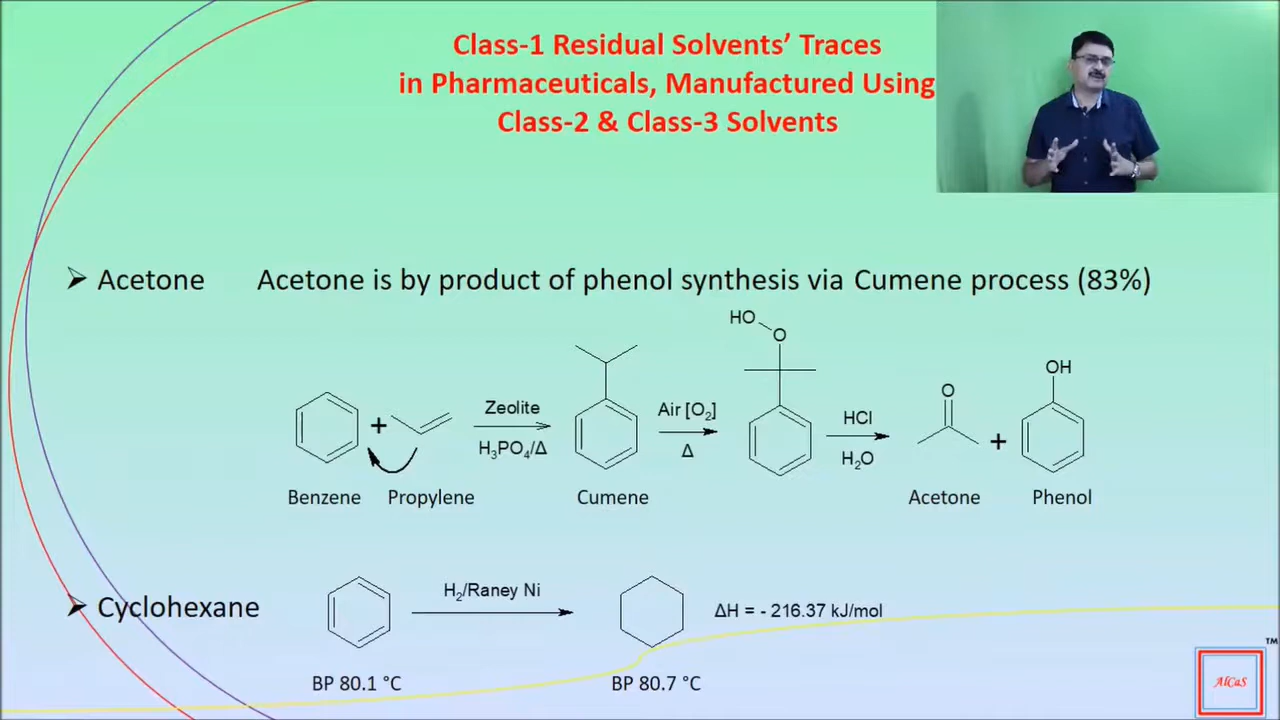 Class-1 Residual Solvents’ Traces
in Pharmaceuticals, Manufactured Using
Class-2 & Class-3 Solvents
➢ Acetone Acetone is by product of phenol synthesis via Cumene process (83%)
HO
O
OH
O
Zeolite
Air [O₂]
HCl
+
+
H₃PO₄/Δ
Δ
H₂O
Benzene Propylene Cumene Acetone Phenol
➢ Cyclohexane
H₂/Raney Ni
ΔH = - 216.37 kJ/mol
BP 80.1 °C BP 80.7 °C
TM
AlCaS